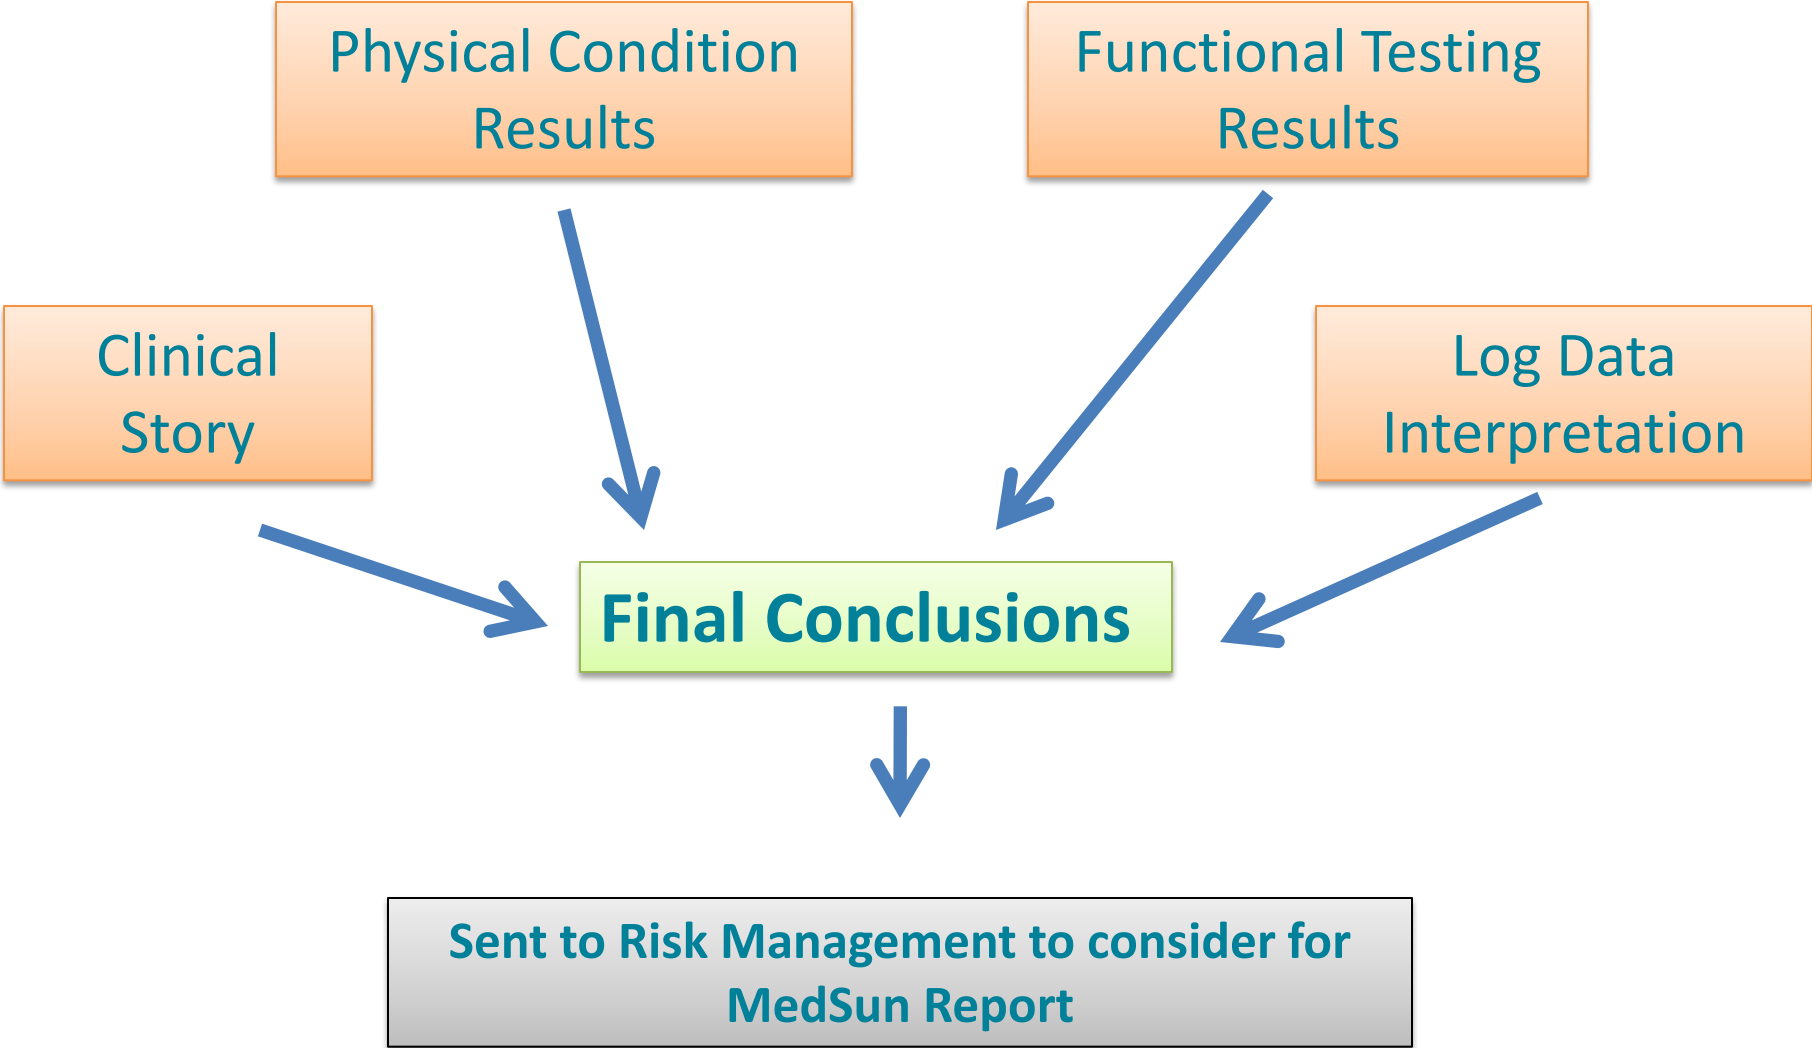 Physical Condition
Results
Functional Testing
Results
Clinical
Story
Log Data
Interpretation
Final Conclusions
Sent to Risk Management to consider for
MedSun Report